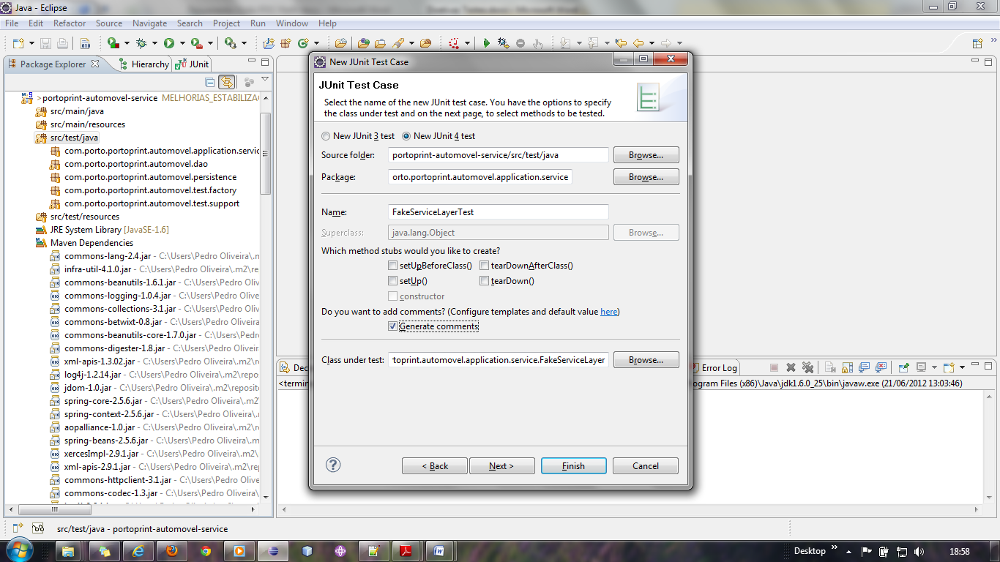 Java - Eclipse
File Edit Refactor Source Navigate Search Project Run Window Help
Package Explorer Hierarchy JUnit
> portoprint-automovel-service MELHORIAS_ESTABILIZA
src/main/java
src/main/resources
src/test/java
com.porto.portoprint.automovel.application.servic
com.porto.portoprint.automovel.dao
com.porto.portoprint.automovel.persistence
com.porto.portoprint.automovel.test.factory
com.porto.portoprint.automovel.test.support
src/test/resources
JRE System Library [JavaSE-1.6]
Maven Dependencies
commons-lang-2.4.jar - C:\Users\Pedro Oliveira\.m
infra-util-4.1.0.jar - C:\Users\Pedro Oliveira\.m2\
commons-beanutils-1.6.1.jar - C:\Users\Pedro Olive
commons-logging-1.0.4.jar - C:\Users\Pedro Olivei
commons-collections-3.1.jar - C:\Users\Pedro Olive
commons-betwixt-0.8.jar - C:\Users\Pedro Oliveira
commons-beanutils-core-1.7.0.jar - C:\Users\Pedro
commons-digester-1.8.jar - C:\Users\Pedro Oliveira
xml-apis-1.3.02.jar - C:\Users\Pedro Oliveira\.m2\r
log4j-1.2.14.jar - C:\Users\Pedro Oliveira\.m2\repo
jdom-1.0.jar - C:\Users\Pedro Oliveira\.m2\reposit
spring-core-2.5.6.jar - C:\Users\Pedro Oliveira\.m2
spring-context-2.5.6.jar - C:\Users\Pedro Oliveira\
aopalliance-1.0.jar - C:\Users\Pedro Oliveira\.m2\r
spring-beans-2.5.6.jar - C:\Users\Pedro Oliveira\.m
xercesImpl-2.9.1.jar - C:\Users\Pedro Oliveira\.m2\
xml-apis-2.9.1.jar - C:\Users\Pedro Oliveira\.m2\rep
commons-httpclient-3.1.jar - C:\Users\Pedro Olivei
commons-codec-1.3.jar - C:\Users\Pedro Oliveira\.
New JUnit Test Case
JUnit Test Case
Select the name of the new JUnit test case. You have the options to specify
the class under test and on the next page, to select methods to be tested.
New JUnit 3 test New JUnit 4 test
Source folder: portoprint-automovel-service/src/test/java Browse...
Package: orto.portoprint.automovel.application.service Browse...
Name: FakeServiceLayerTest
Superclass: java.lang.Object Browse...
Which method stubs would you like to create?
setUpBeforeClass() tearDownAfterClass()
setUp() tearDown()
constructor
Do you want to add comments? (Configure templates and default value here)
Generate comments
Class under test: toprint.automovel.application.service.FakeServiceLayer Browse...
< Back Next > Finish Cancel
Dec Error Log
<termin ogram Files (x86)\Java\jdk1.6.0_25\bin\javaw.exe (21/06/2012 13:03:46)
src/test/java - portoprint-automovel-service
Desktop 18:58